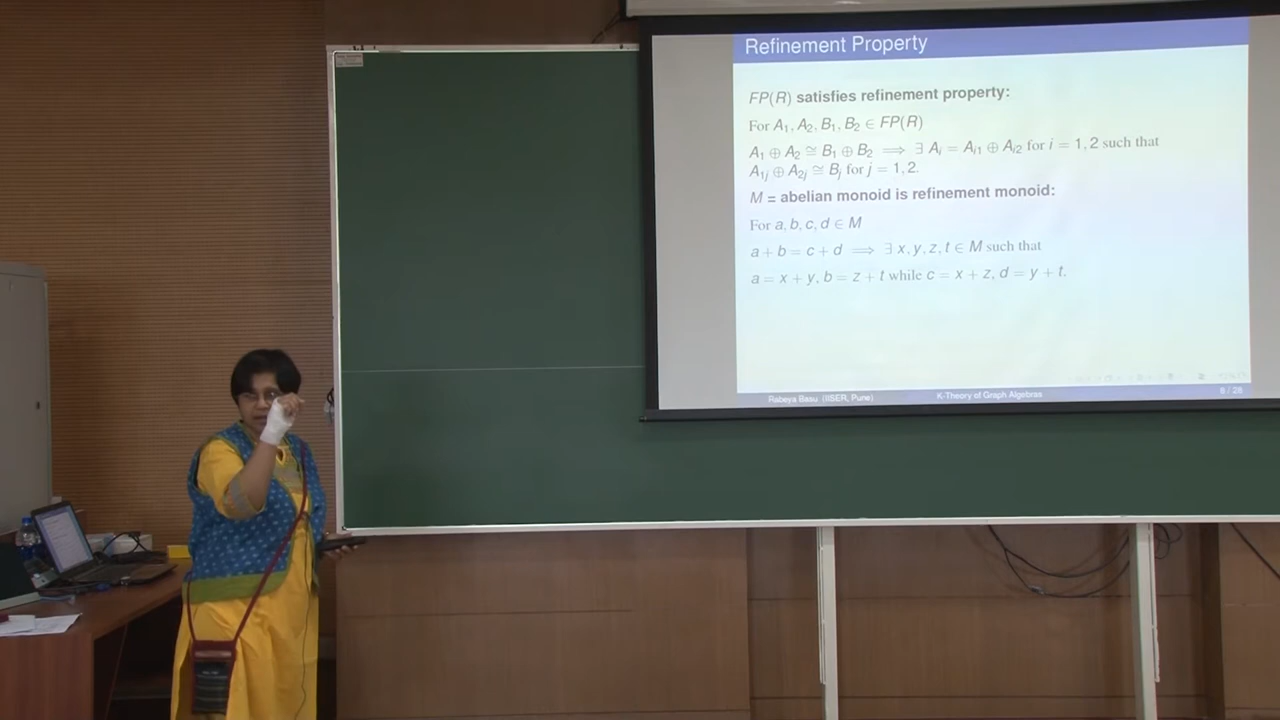 Refinement Property
FP(R) satisfies refinement property:
For A₁, A₂, B₁, B₂ ∈ FP(R)
A₁ ⊕ A₂ ≅ B₁ ⊕ B₂ ⟹ ∃ Aᵢ = Aᵢ₁ ⊕ Aᵢ₂ for i = 1, 2 such that
A₁ⱼ ⊕ A₂ⱼ ≅ Bⱼ for j = 1, 2.
M = abelian monoid is refinement monoid:
For a, b, c, d ∈ M
a + b = c + d ⟹ ∃ x, y, z, t ∈ M such that
a = x + y, b = z + t while c = x + z, d = y + t.
Rabeya Basu (IISER, Pune) K-Theory of Graph Algebras 6 / 28